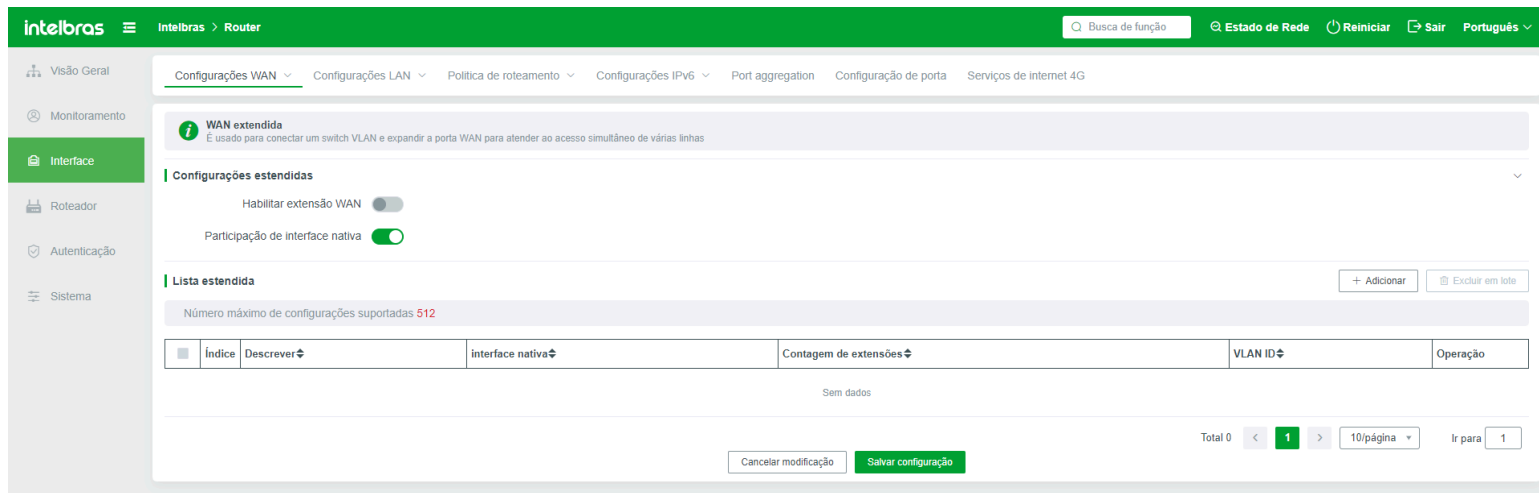 intelbras Intelbras > Router Busca de função Estado de Rede Reiniciar Sair Português
Visão Geral
Monitoramento
Interface
Roteador
Autenticação
Sistema
Configurações WAN Configurações LAN Política de roteamento Configurações IPv6 Port aggregation Configuração de porta Serviços de internet 4G
WAN extendida
É usado para conectar um switch VLAN e expandir a porta WAN para atender ao acesso simultâneo de várias linhas
Configurações estendidas
Habilitar extensão WAN
Participação de interface nativa
Lista estendida + Adicionar Excluir em lote
Número máximo de configurações suportadas 512
Índice Descrever interface nativa Contagem de extensões VLAN ID Operação
Sem dados
Total 0 < 1 > 10/página Ir para 1
Cancelar modificação Salvar configuração